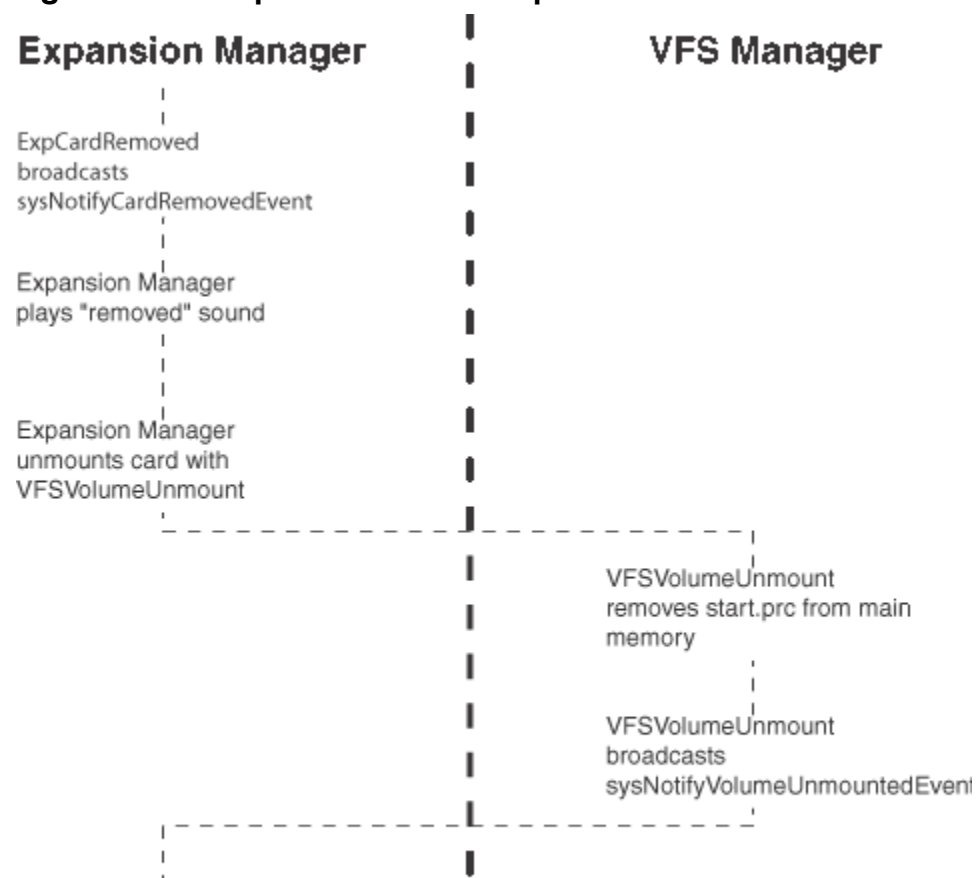 Expansion Manager
VFS Manager
ExpCardRemoved
broadcasts
sysNotifyCardRemovedEvent
Expansion Manager
plays "removed" sound
Expansion Manager
unmounts card with
VFSVolumeUnmount
VFSVolumeUnmount
removes start.prc from main
memory
VFSVolumeUnmount
broadcasts
sysNotifyVolumeUnmountedEvent